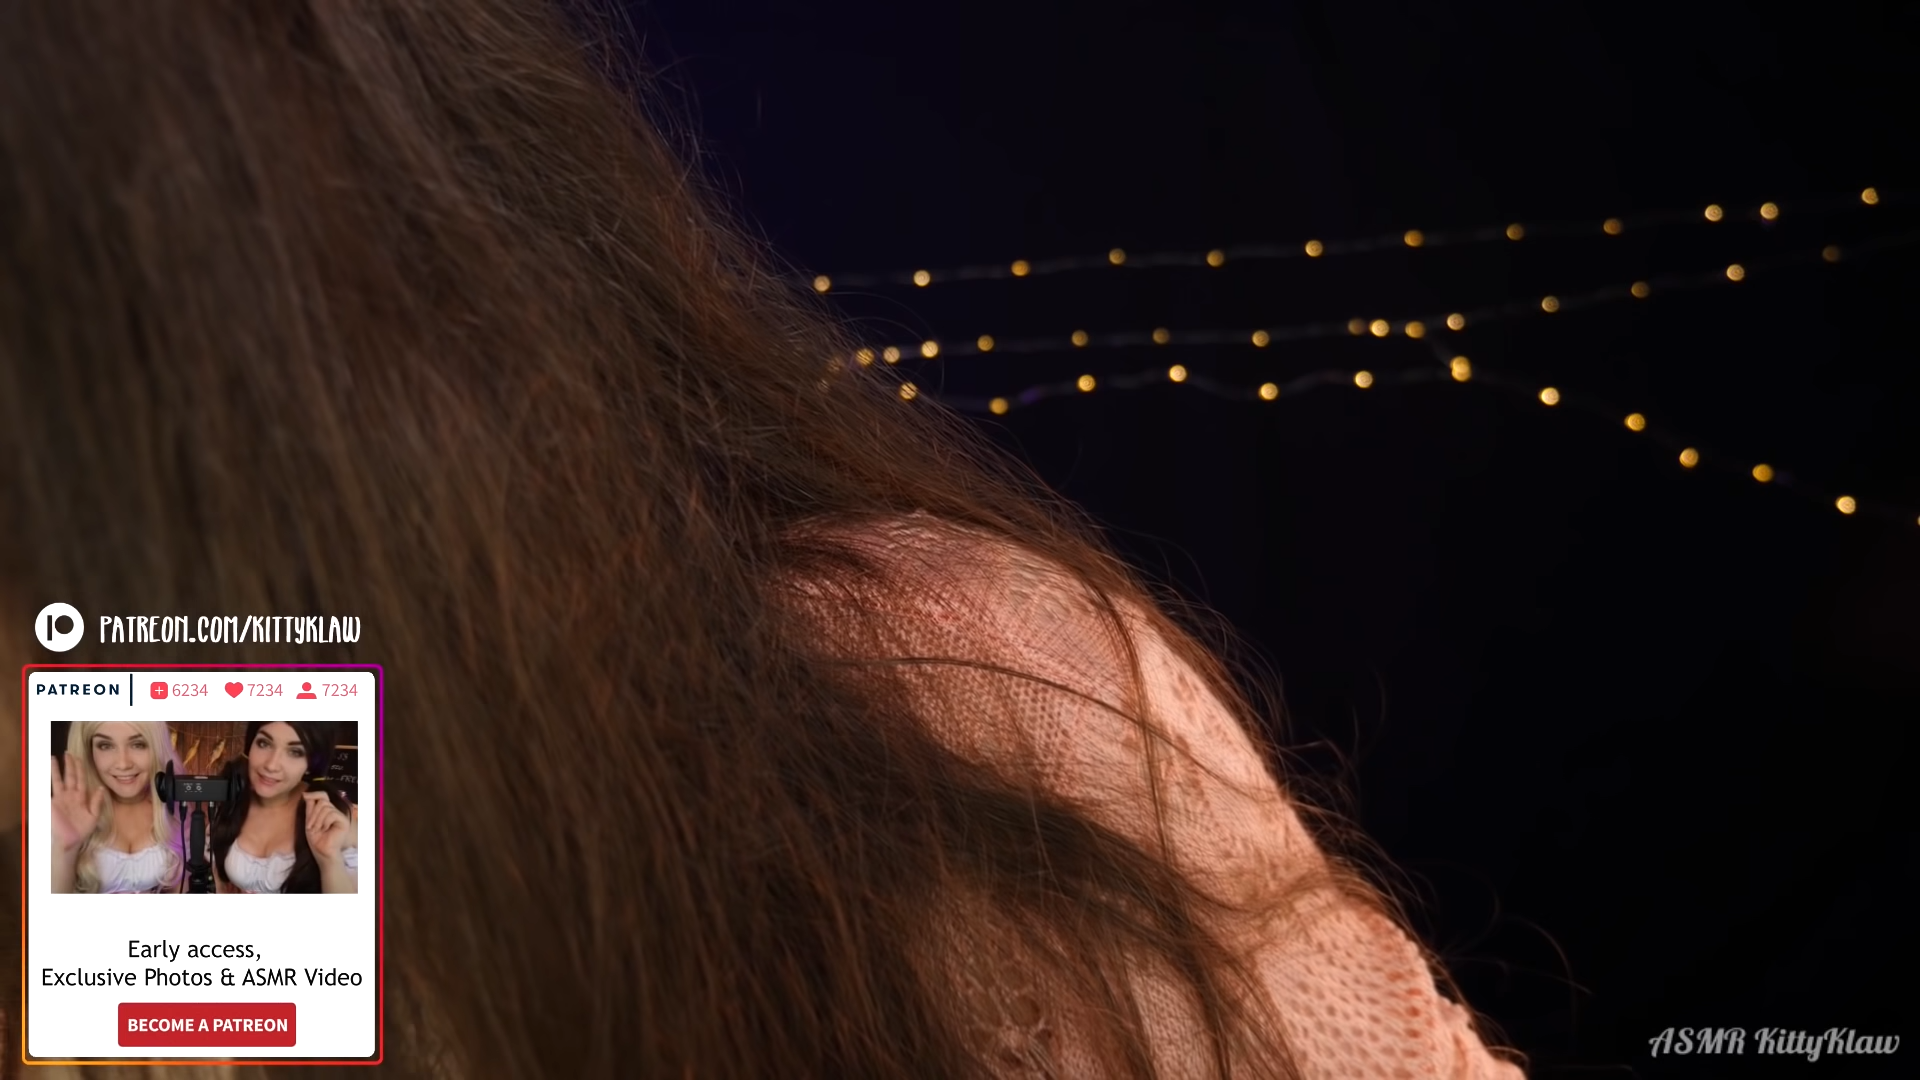 PATREON.COM/KITTYKLAW
PATREON 6234 7234 7234
Early access,
Exclusive Photos & ASMR Video
BECOME A PATREON
ASMR KittyKlaw